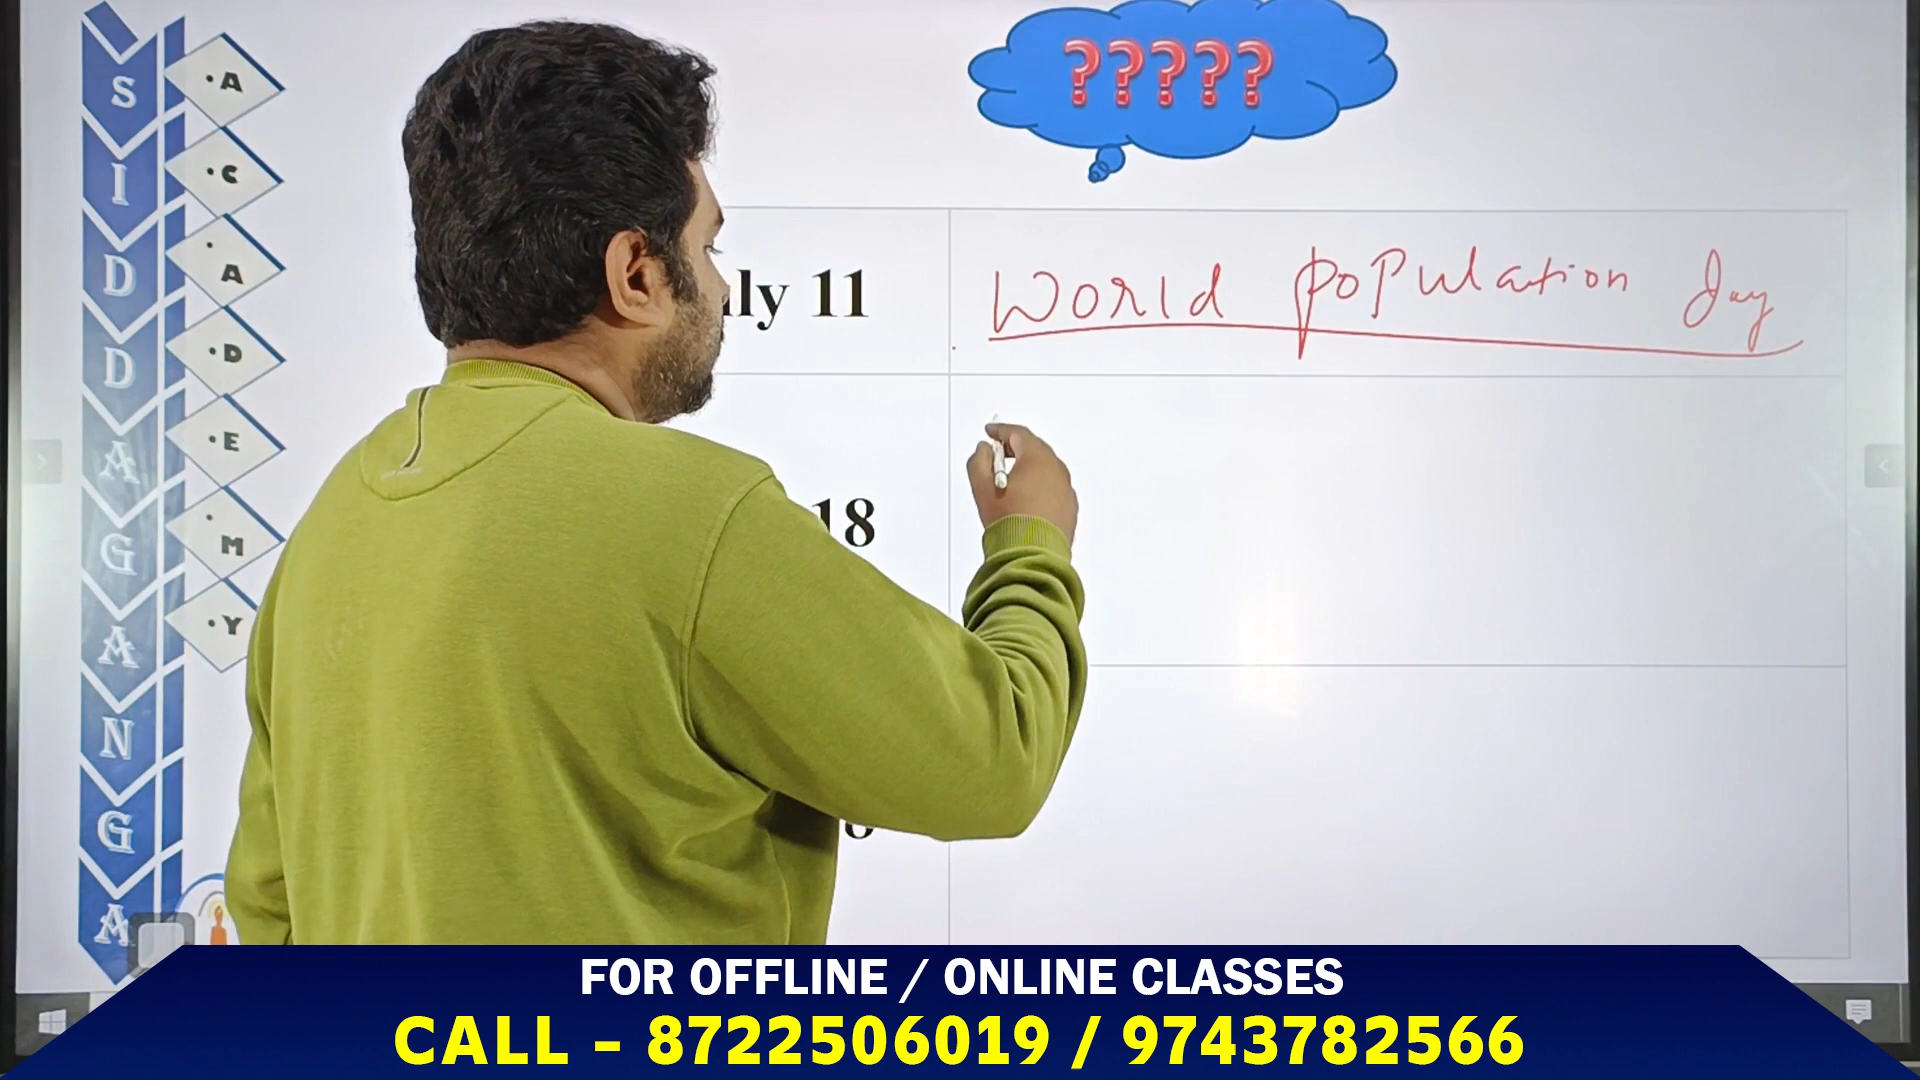 SIDDAGANGA
ACADEMY
?????
ly 11
World population Day
18
FOR OFFLINE / ONLINE CLASSES
CALL – 8722506019 / 9743782566